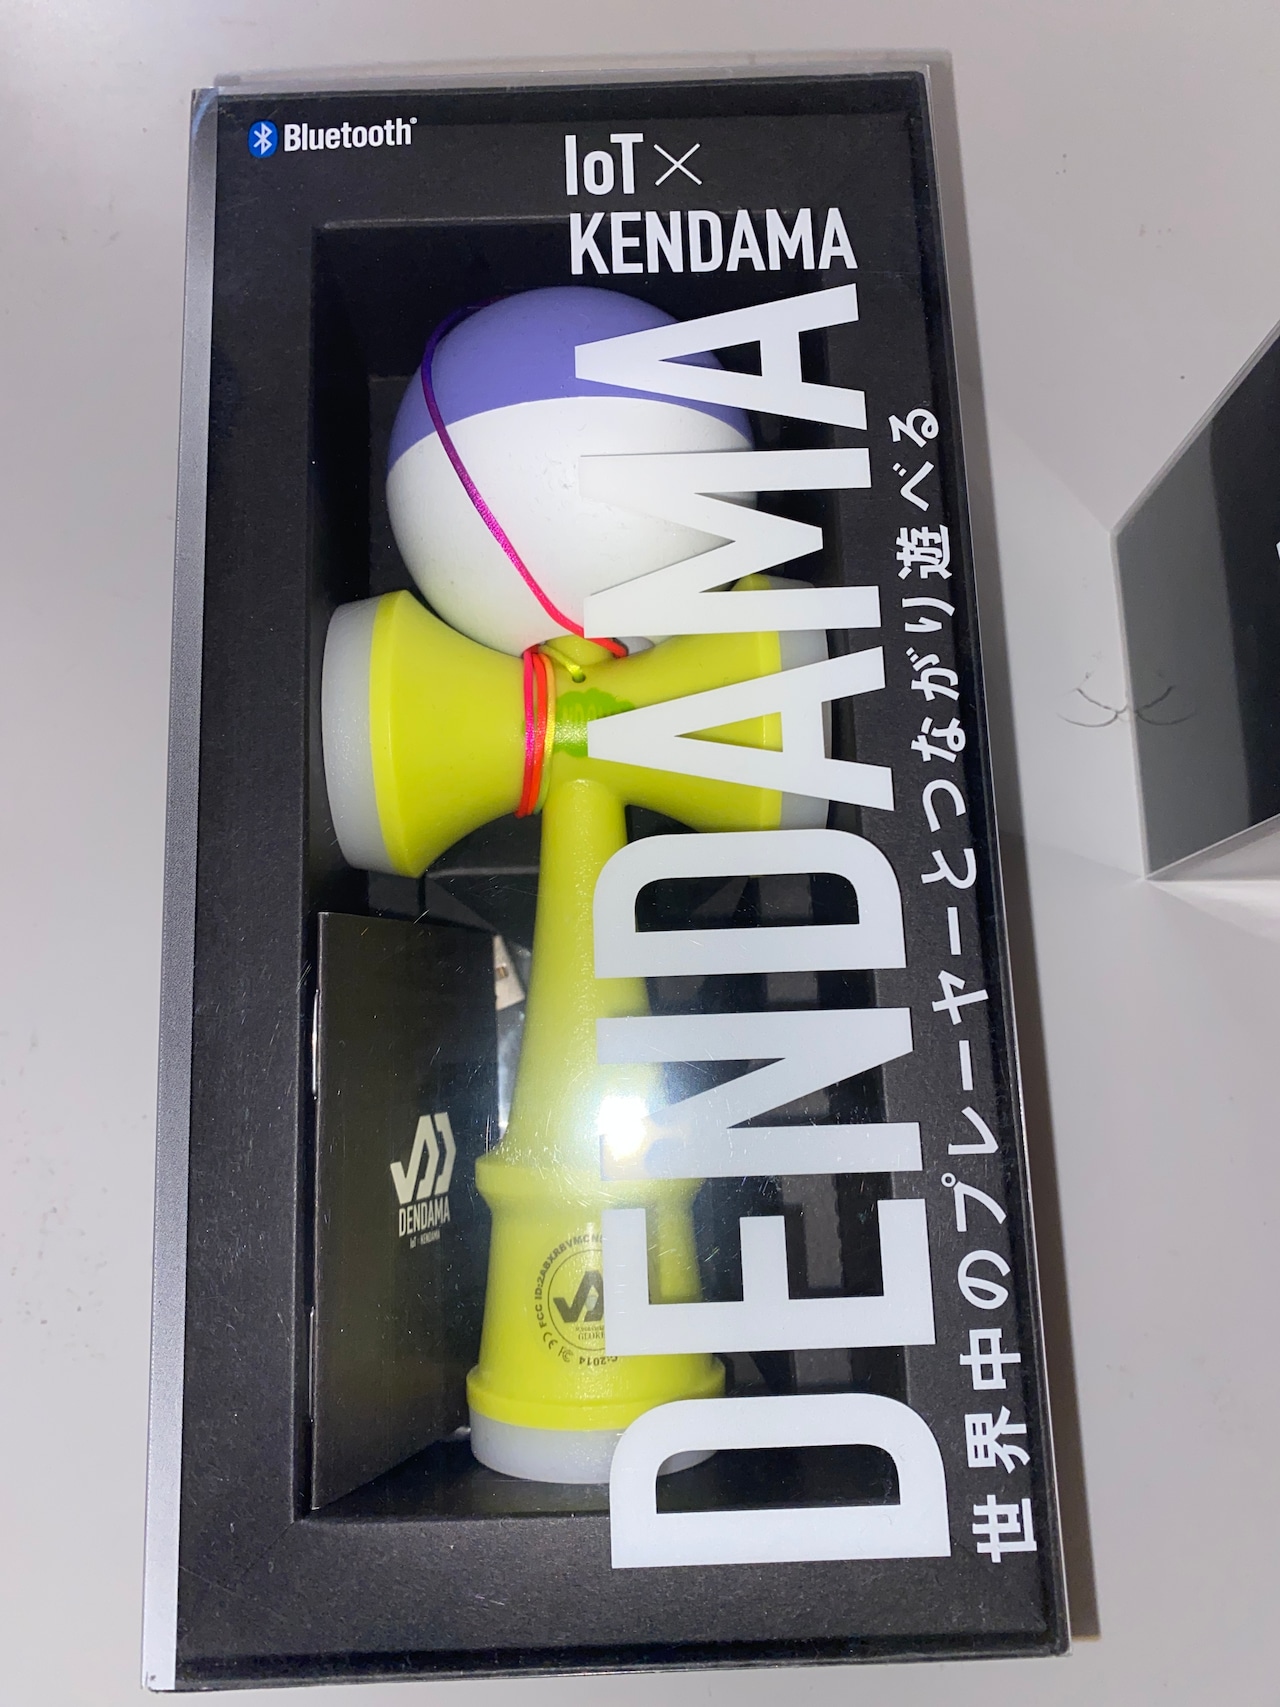 Bluetooth®
IoT×
KENDAMA
DENDAMA
世界中のプレーヤーとつながり遊べる
DENDAMA
IoT × KENDAMA